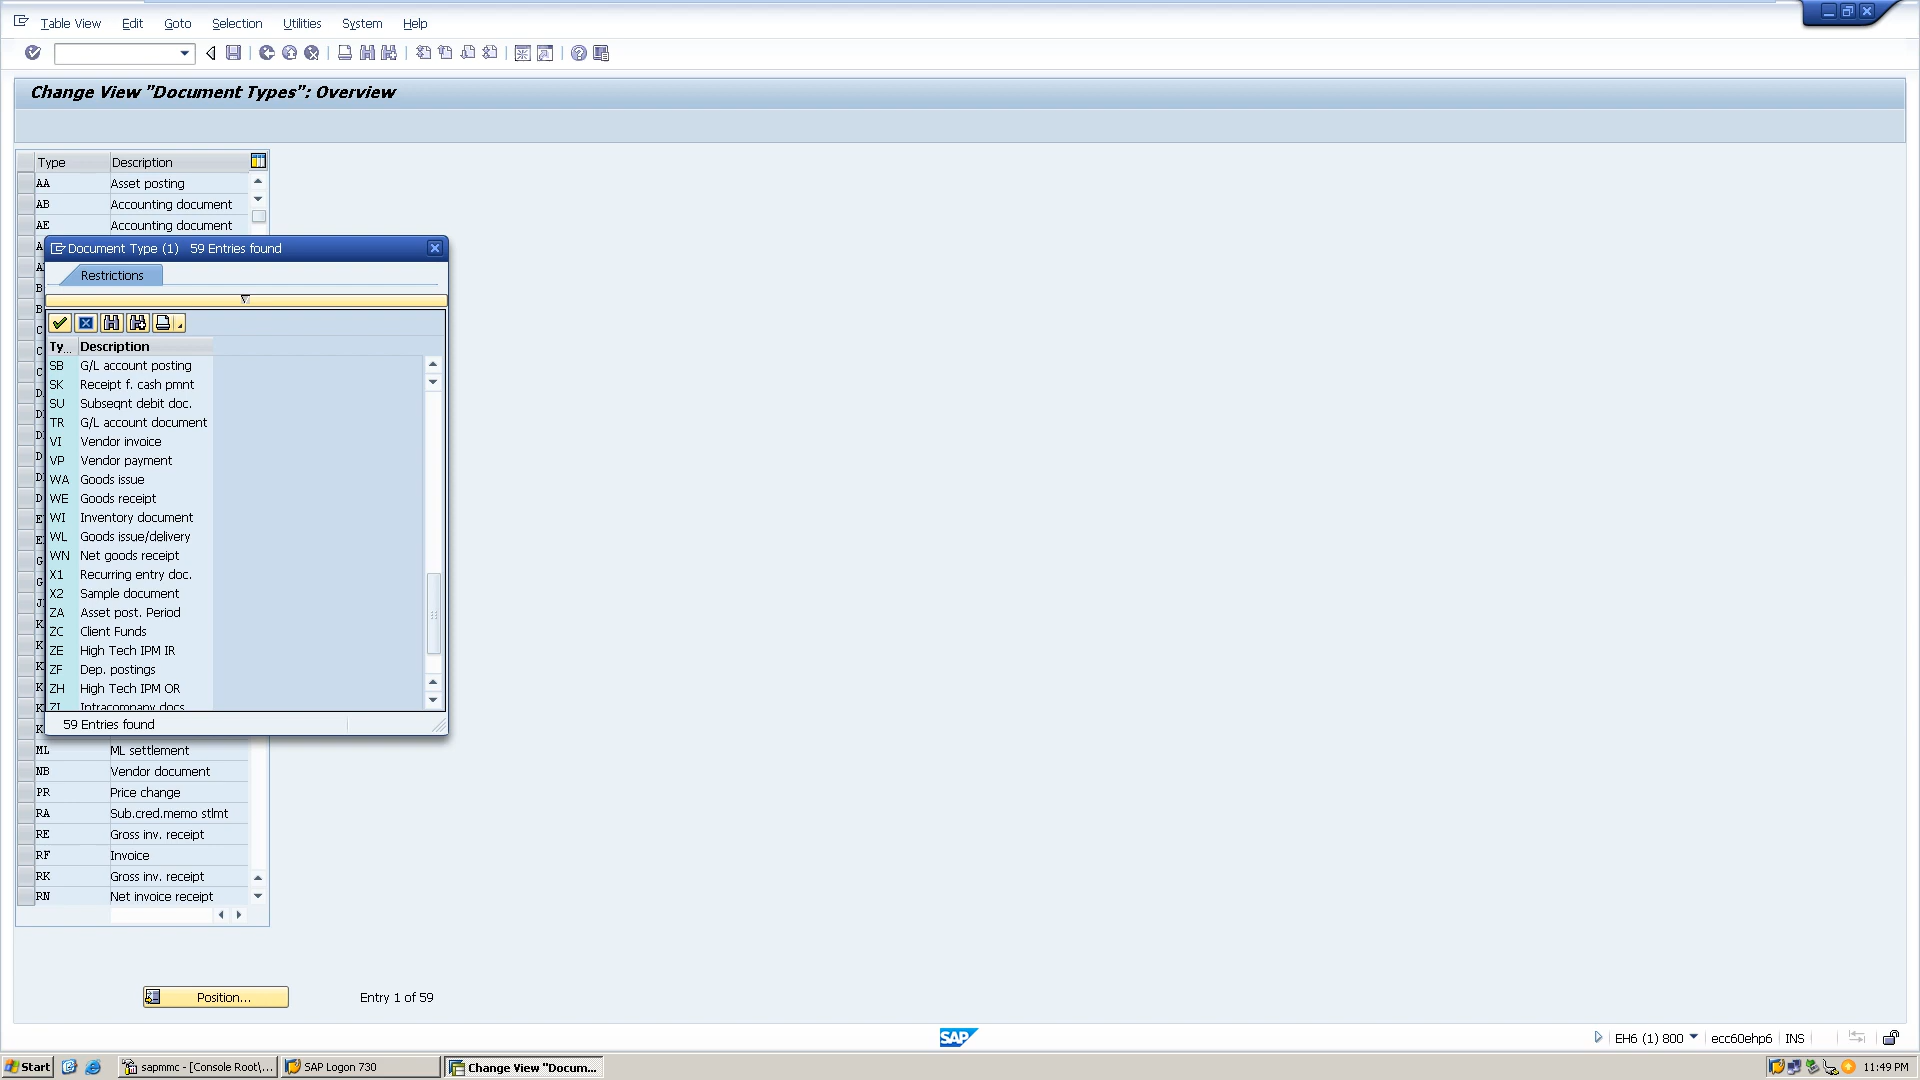 Table View Edit Goto Selection Utilities System Help
Change View "Document Types": Overview
Type Description
AA Asset posting
AB Accounting document
AE Accounting document
Document Type (1) 59 Entries found
Restrictions
Ty... Description
SB G/L account posting
SK Receipt f. cash pmnt
SU Subseqnt debit doc.
TR G/L account document
VI Vendor invoice
VP Vendor payment
WA Goods issue
WE Goods receipt
WI Inventory document
WL Goods issue/delivery
WN Net goods receipt
X1 Recurring entry doc.
X2 Sample document
ZA Asset post. Period
ZC Client Funds
ZE High Tech IPM IR
ZF Dep. postings
ZH High Tech IPM OR
ZI Intracompany docs
59 Entries found
ML ML settlement
NB Vendor document
PR Price change
RA Sub.cred.memo stlmt
RE Gross inv. receipt
RF Invoice
RK Gross inv. receipt
RN Net invoice receipt
Position... Entry 1 of 59
SAP EH6 (1) 800 ecc60ehp6 INS
Start sapmmc - [Console Root\... SAP Logon 730 Change View "Docum... 11:49 PM